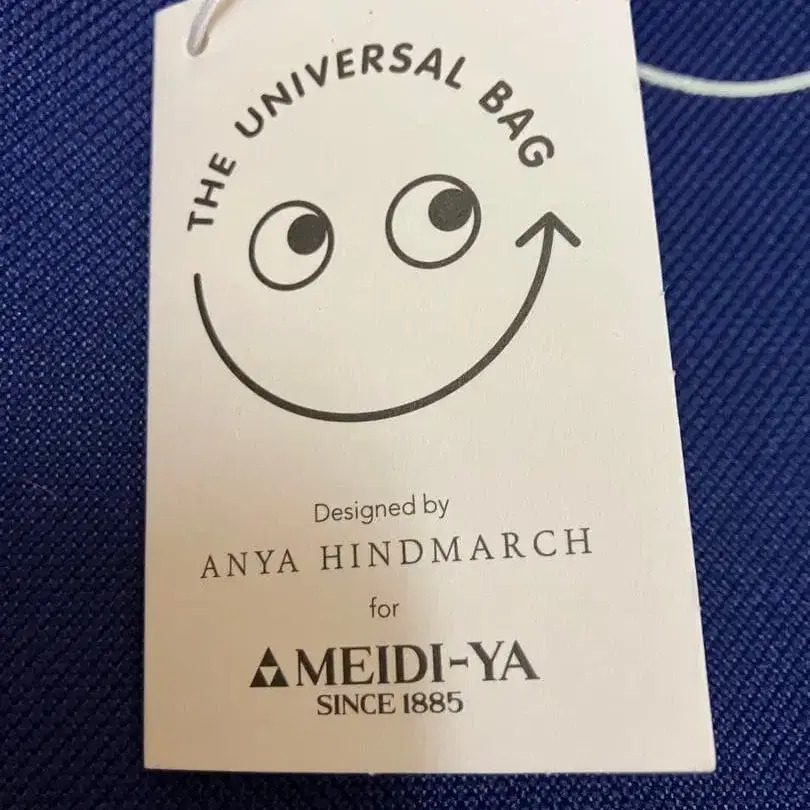 THE UNIVERSAL BAG
Designed by
ANYA HINDMARCH
for
MEIDI-YA
SINCE 1885